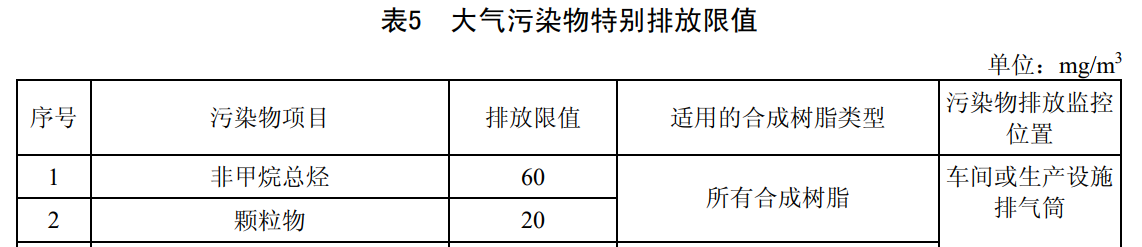 表5 大气污染物特别排放限值
单位：mg/m³
序号 污染物项目 排放限值 适用的合成树脂类型 污染物排放监控
位置
1 非甲烷总烃 60 所有合成树脂 车间或生产设施
排气筒
2 颗粒物 20